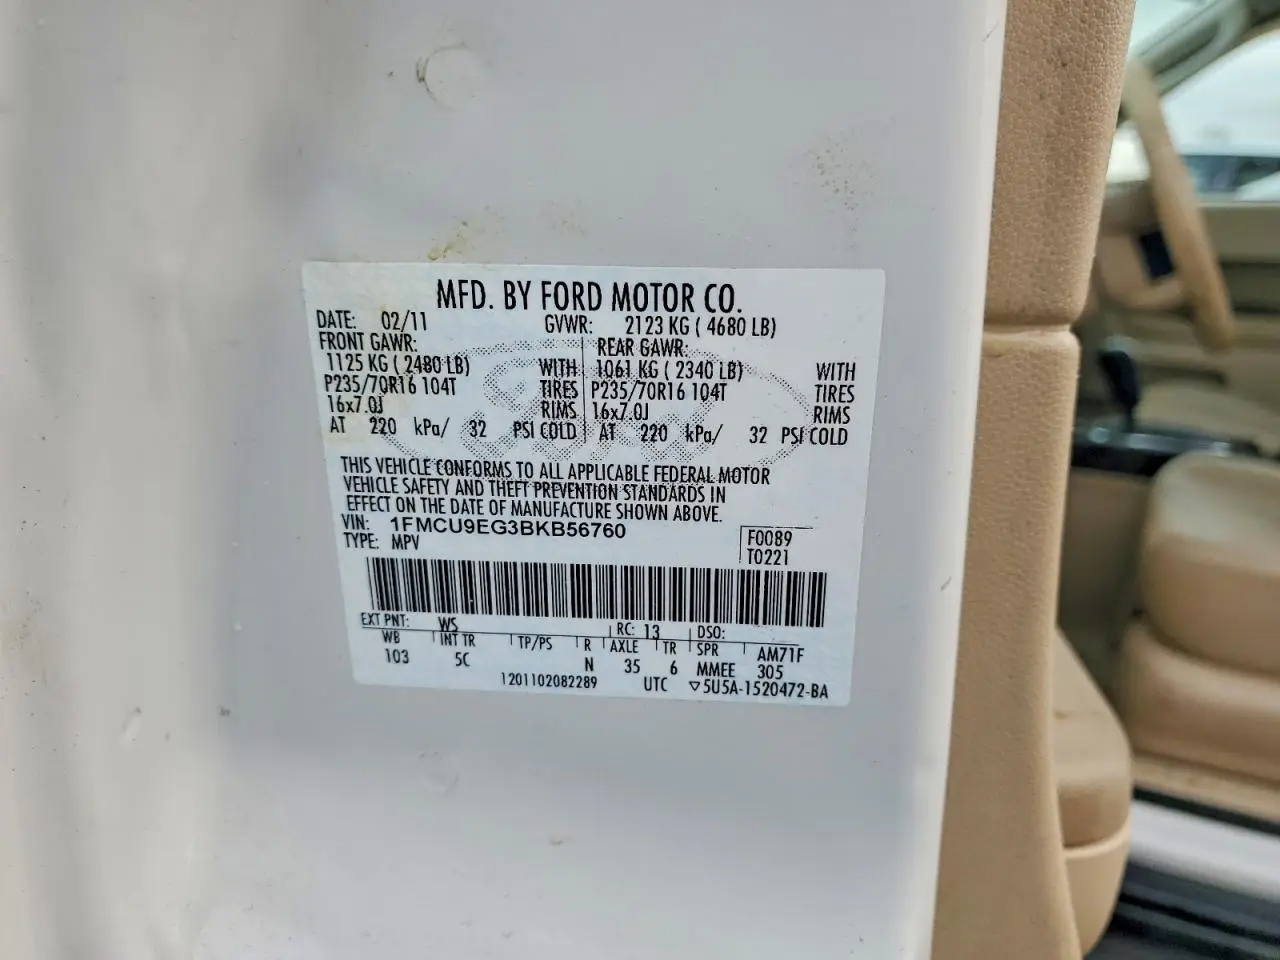 MFD. BY FORD MOTOR CO.
DATE: 02/11 GVWR: 2123 KG ( 4680 LB)
FRONT GAWR: REAR GAWR:
1125 KG ( 2480 LB) WITH 1061 KG ( 2340 LB) WITH
P235/70R16 104T TIRES P235/70R16 104T TIRES
16x7.0J RIMS 16x7.0J RIMS
AT 220 kPa/ 32 PSI COLD AT 220 kPa/ 32 PSI COLD
THIS VEHICLE CONFORMS TO ALL APPLICABLE FEDERAL MOTOR
VEHICLE SAFETY AND THEFT PREVENTION STANDARDS IN
EFFECT ON THE DATE OF MANUFACTURE SHOWN ABOVE.
VIN: 1FMCU9EG3BKB56760 F0089
TYPE: MPV T0221
EXT PNT: WS RC: 13 DSO:
WB INT TR TP/PS R AXLE TR SPR AM71F
103 5C N 35 6 MMEE 305
1201102082289 UTC ▽5U5A-1520472-BA